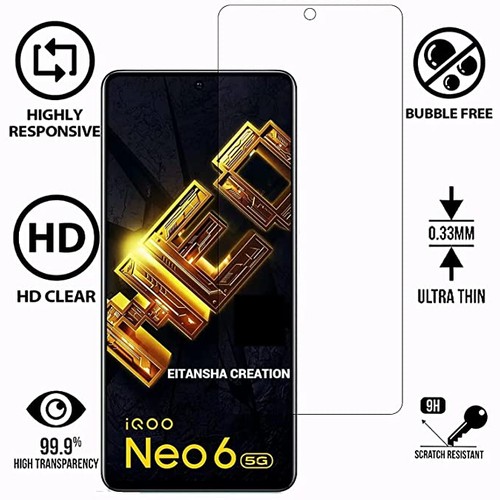 HIGHLY
RESPONSIVE
BUBBLE FREE
HD
HD CLEAR
0.33MM
ULTRA THIN
NEO
EITANSHA CREATION
iQOO
Neo 6 5G
99.9%
HIGH TRANSPARENCY
9H
SCRATCH RESISTANT